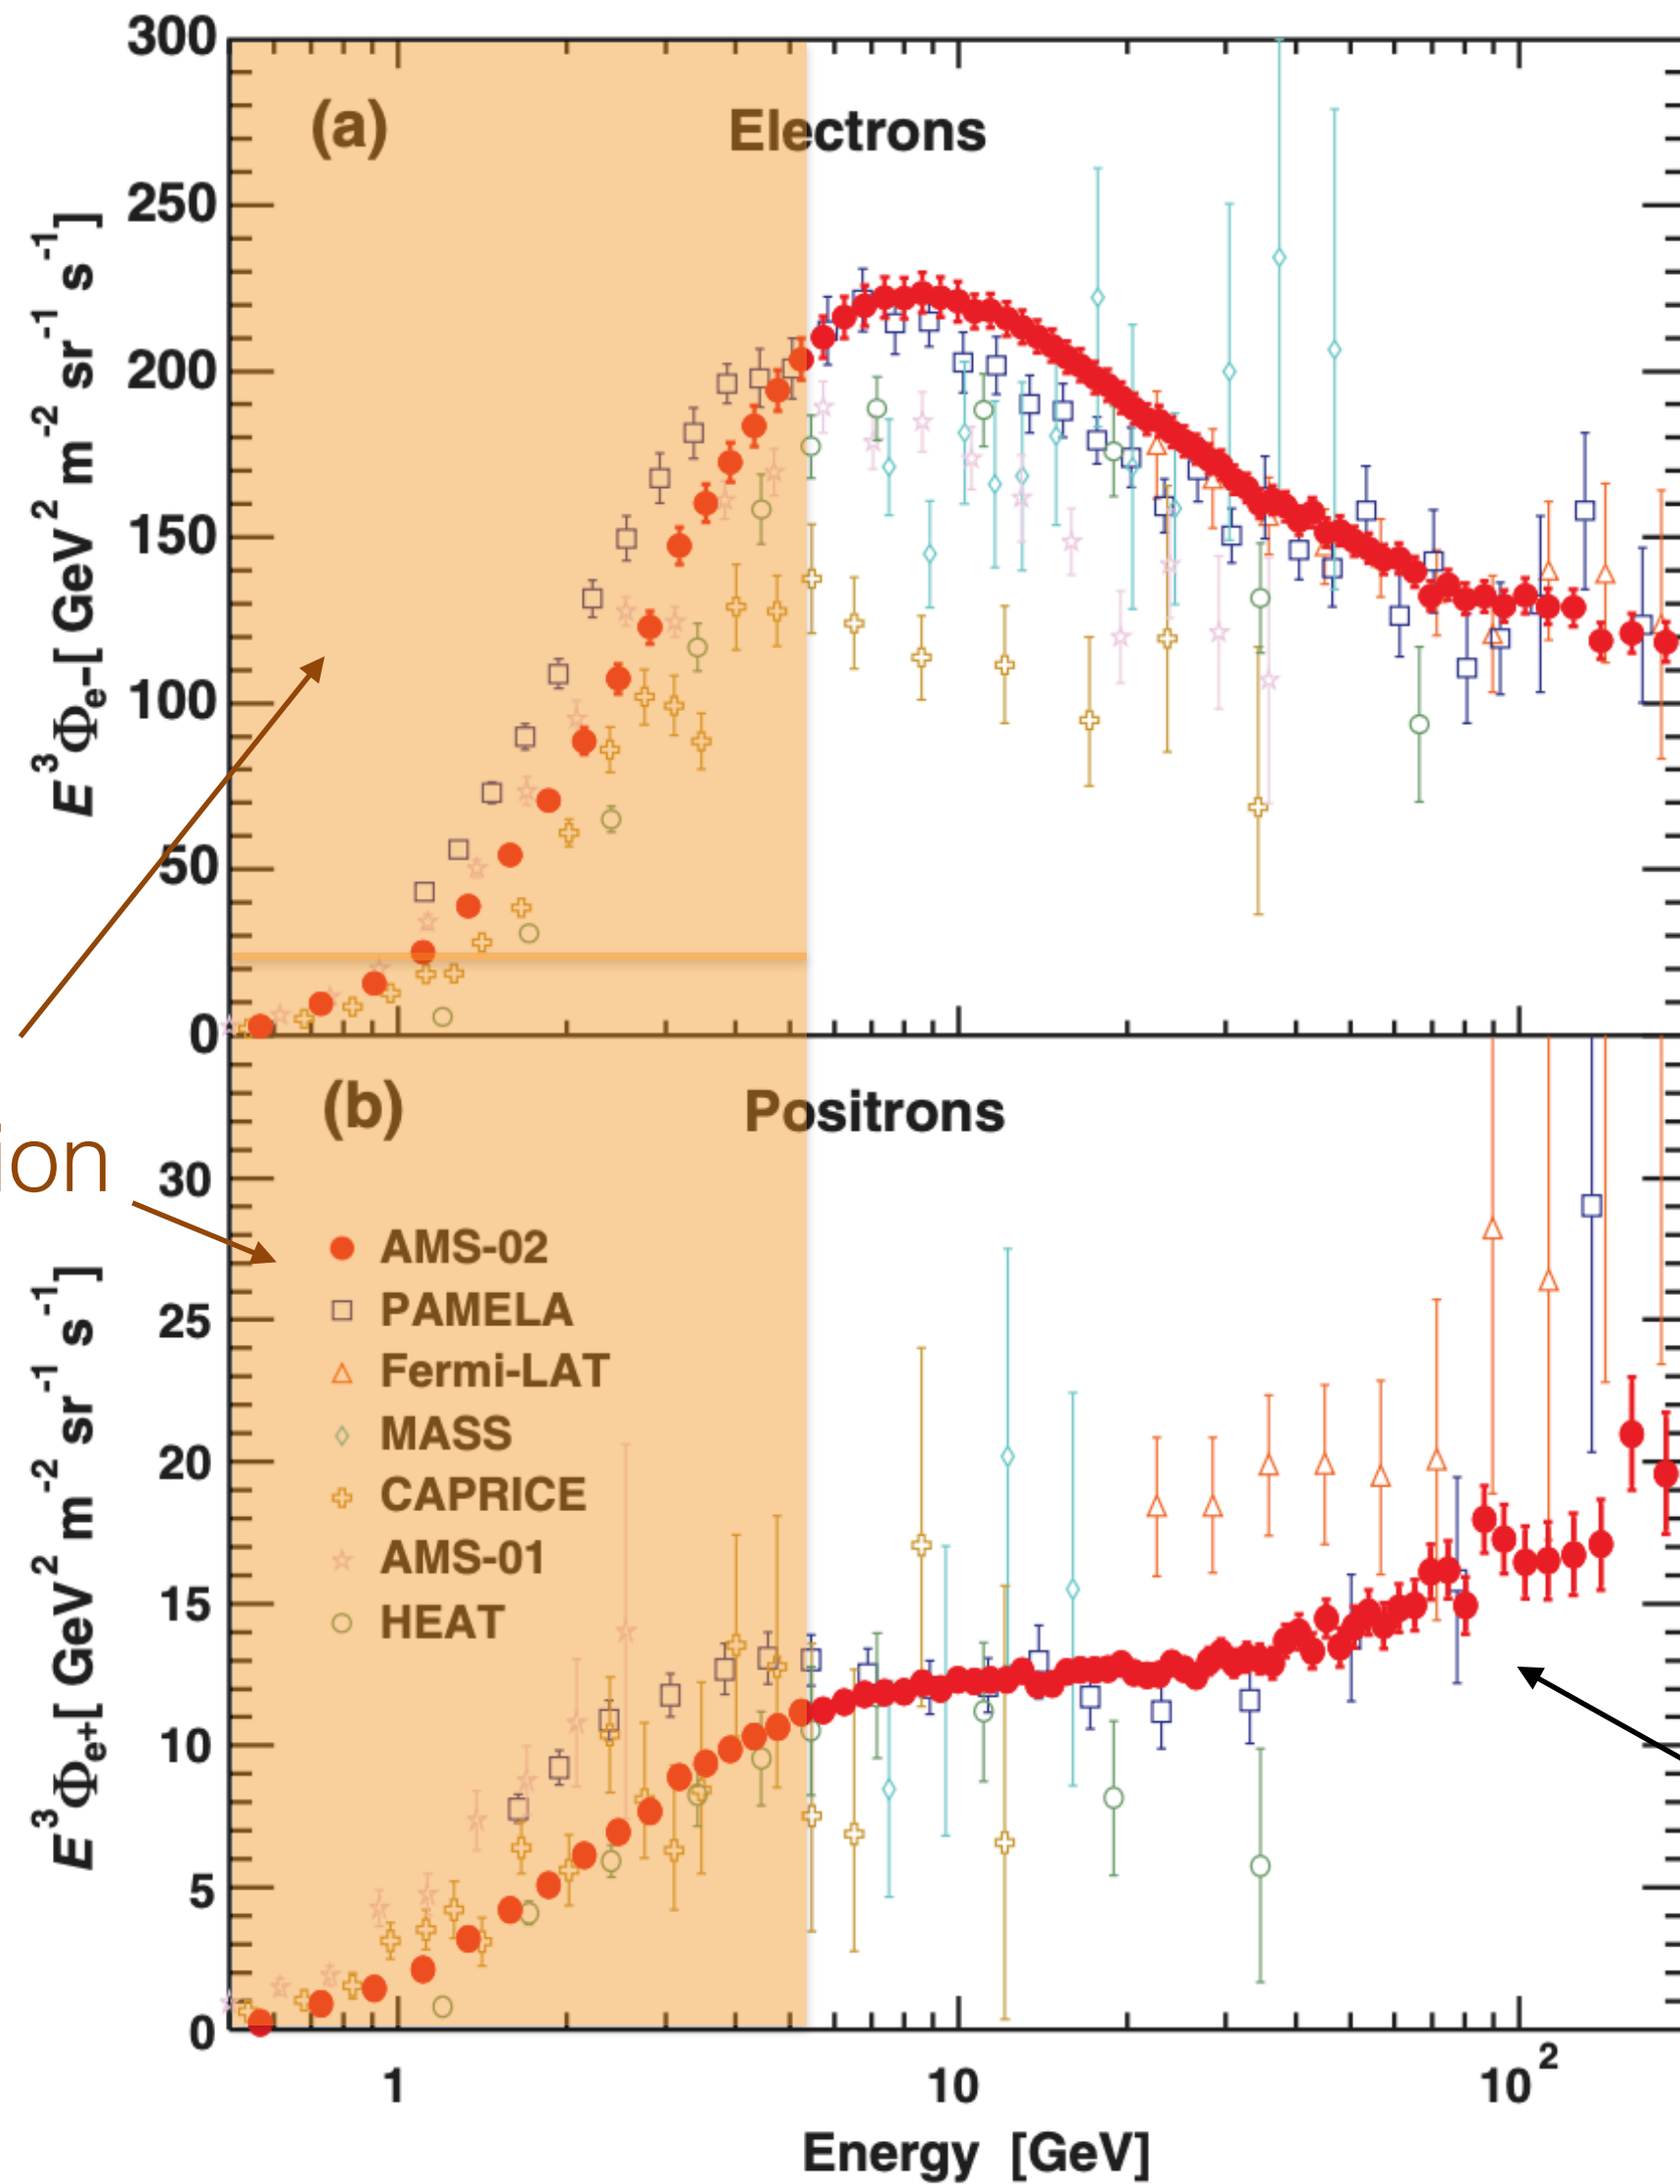 300
(a) Electrons
250
200
150
100
50
0
E³Φe-[ GeV² m⁻² sr⁻¹ s⁻¹]
ion
(b) Positrons
30
25
20
15
10
5
0
E³Φe+[ GeV² m⁻² sr⁻¹ s⁻¹]
AMS-02
PAMELA
Fermi-LAT
MASS
CAPRICE
AMS-01
HEAT
1 10 10²
Energy [GeV]